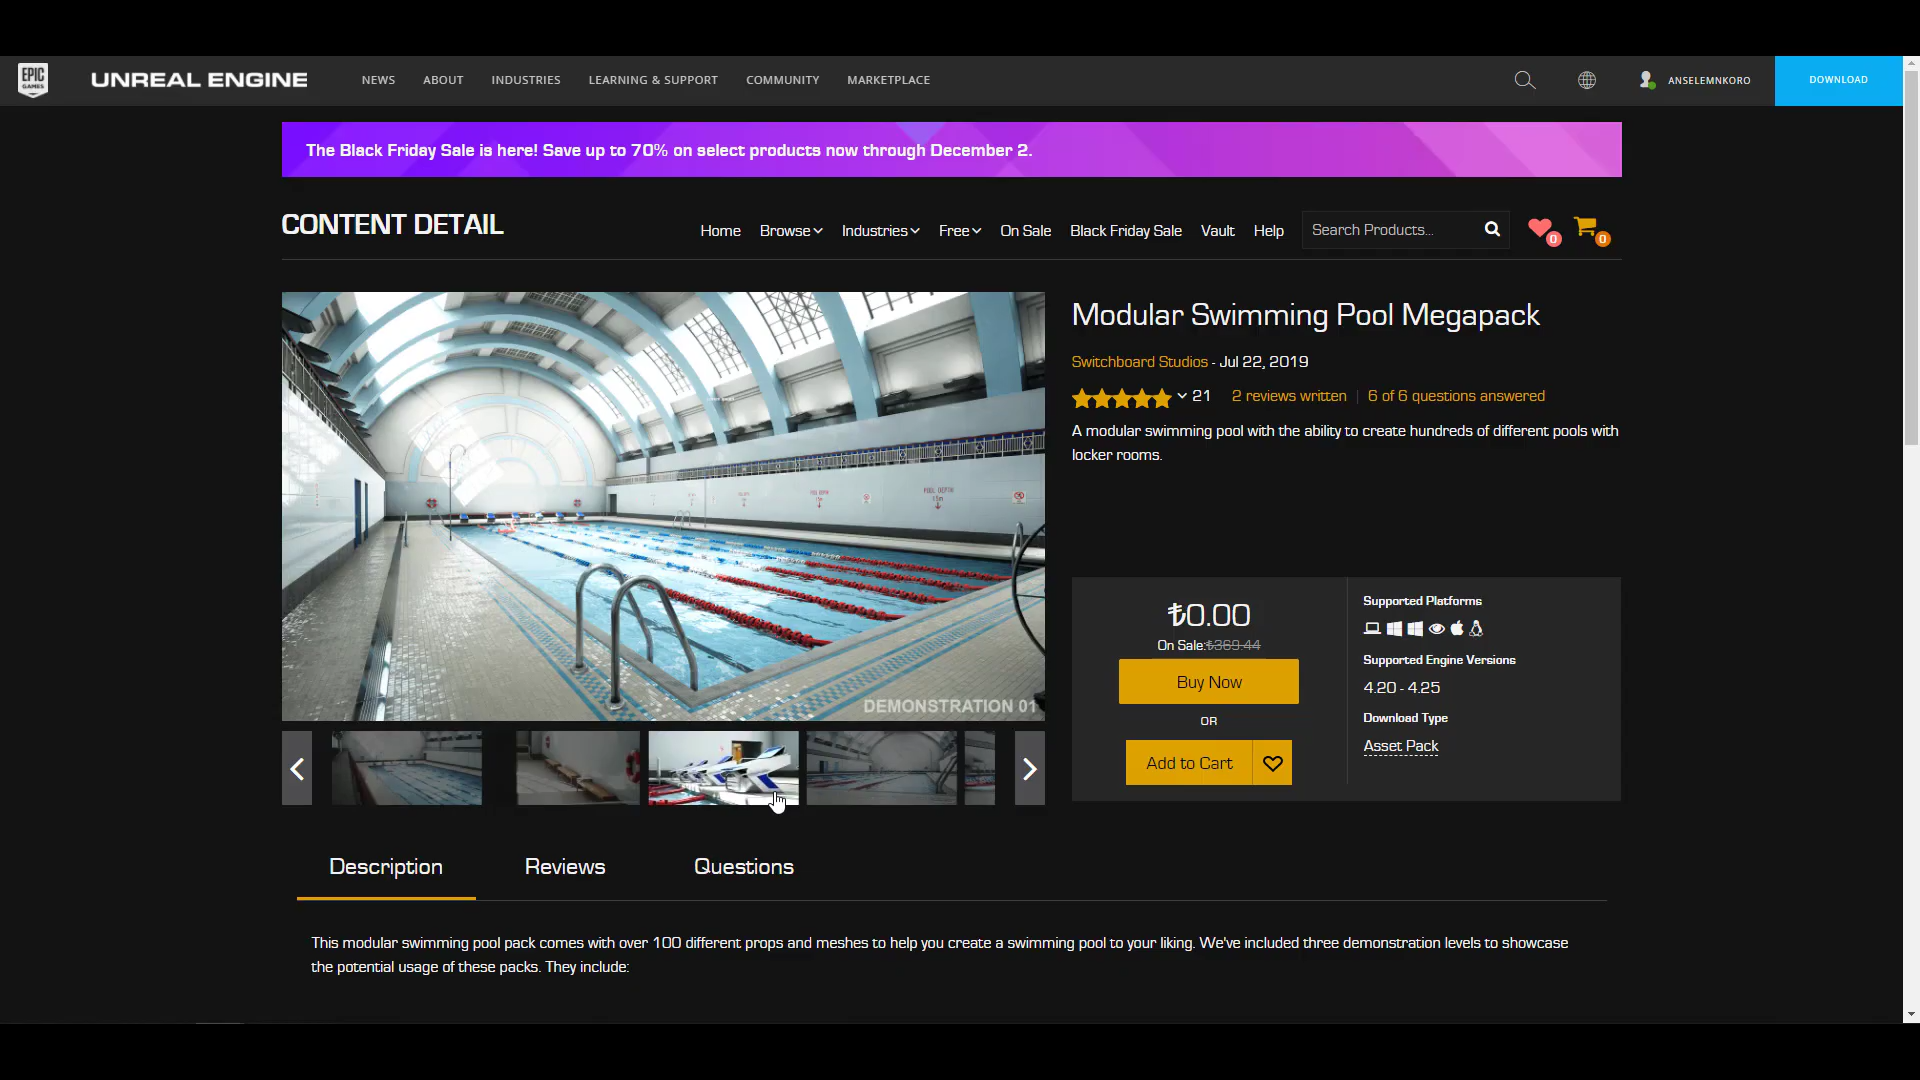 EPIC GAMES
UNREAL ENGINE
NEWS
ABOUT
INDUSTRIES
LEARNING & SUPPORT
COMMUNITY
MARKETPLACE
ANSELEMNKORO
DOWNLOAD
The Black Friday Sale is here! Save up to 70% on select products now through December 2.
CONTENT DETAIL
Home
Browse
Industries
Free
On Sale
Black Friday Sale
Vault
Help
Search Products...
0
0
Modular Swimming Pool Megapack
Switchboard Studios - Jul 22, 2019
21
2 reviews written
6 of 6 questions answered
A modular swimming pool with the ability to create hundreds of different pools with
locker rooms.
POOL DEPTH
DEMONSTRATION 01
₺0.00
On Sale:₺369.44
Buy Now
OR
Add to Cart
Supported Platforms
Supported Engine Versions
4.20 - 4.25
Download Type
Asset Pack
Description
Reviews
Questions
This modular swimming pool pack comes with over 100 different props and meshes to help you create a swimming pool to your liking. We've included three demonstration levels to showcase
the potential usage of these packs. They include: